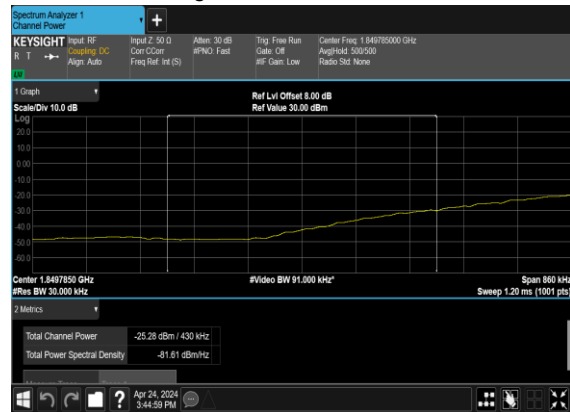 Spectrum Analyzer 1
Channel Power
+
KEYSIGHT Input: RF Input Z: 50 Ω Atten: 30 dB Trig: Free Run Center Freq: 1.849785000 GHz
R T Coupling: DC Corr CCorr #PNO: Fast Gate: Off Avg|Hold: 500/500
Align: Auto Freq Ref: Int (S) #IF Gain: Low Radio Std: None
1 Graph
Ref Lvl Offset 8.00 dB
Scale/Div 10.0 dB Ref Value 30.00 dBm
Log
20.0
10.0
0.00
-10.0
-20.0
-30.0
-40.0
-50.0
-60.0
Center 1.8497850 GHz #Video BW 91.000 kHz* Span 860 kHz
#Res BW 30.000 kHz Sweep 1.20 ms (1001 pts)
2 Metrics
Total Channel Power -25.28 dBm / 430 kHz
Total Power Spectral Density -81.61 dBm/Hz
?
Apr 24, 2024
3:44:59 PM